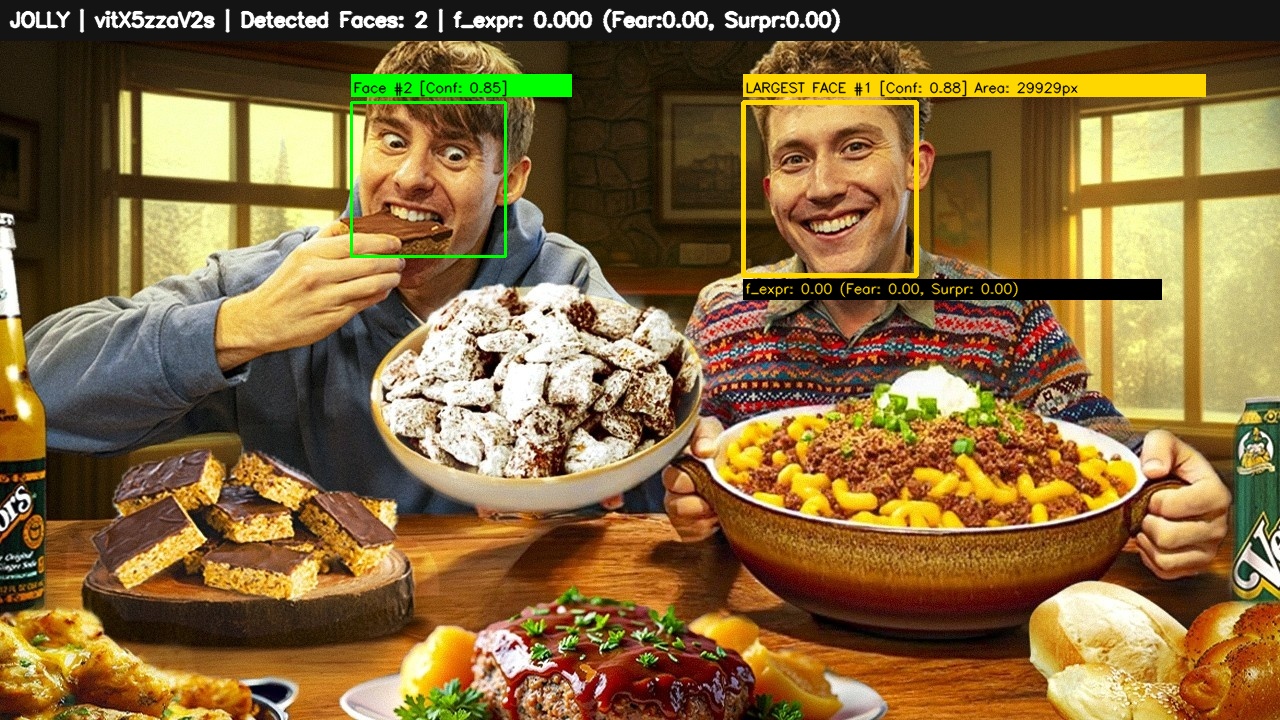 JOLLY | vitX5zzaV2s | Detected Faces: 2 | f_expr: 0.000 (Fear:0.00, Surpr:0.00)
Face #2 [Conf: 0.85]
LARGEST FACE #1 [Conf: 0.88] Area: 29929px
f_expr: 0.00 (Fear: 0.00, Surpr: 0.00)